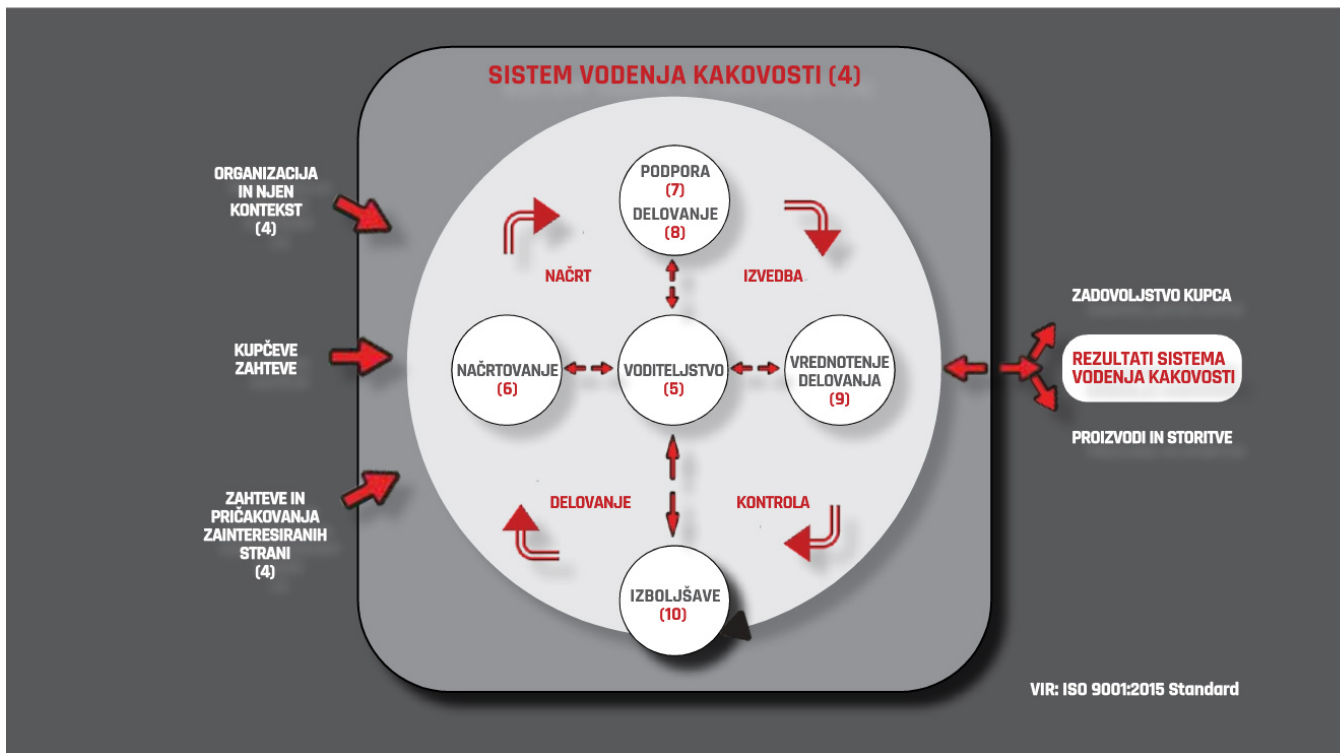 SISTEM VODENJA KAKOVOSTI (4)
ORGANIZACIJA
IN NJEN
KONTEKST
(4)
KUPČEVE
ZAHTEVE
ZAHTEVE IN
PRIČAKOVANJA
ZAINTERESIRANIH
STRANI
(4)
PODPORA
(7)
DELOVANJE
(8)
NAČRT
IZVEDBA
NAČRTOVANJE
(6)
VODITELJSTVO
(5)
VREDNOTENJE
DELOVANJA
(9)
DELOVANJE
KONTROLA
IZBOLJŠAVE
(10)
ZADOVOLJSTVO KUPCA
REZULTATI SISTEMA
VODENJA KAKOVOSTI
PROIZVODI IN STORITVE
VIR: ISO 9001:2015 Standard